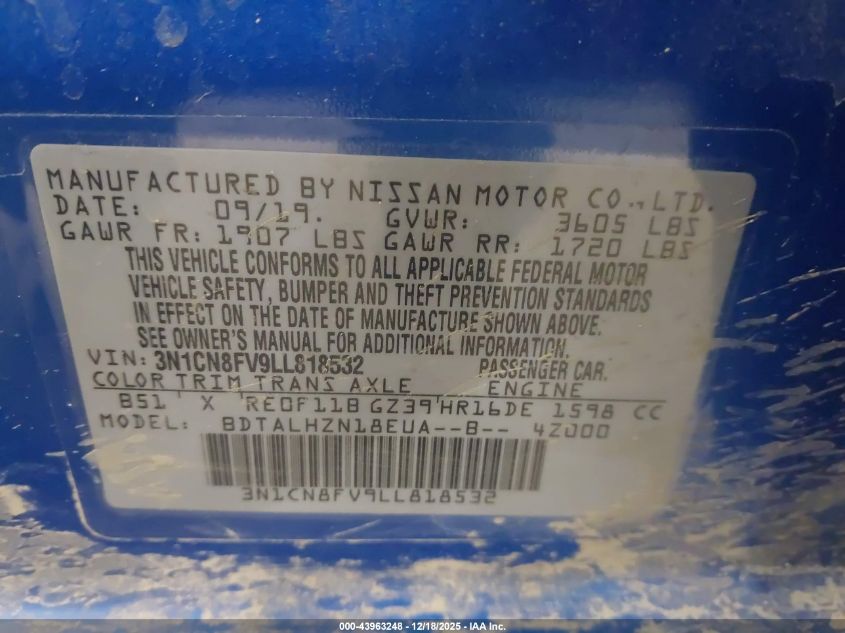 MANUFACTURED BY NISSAN MOTOR CO., LTD.
DATE: 09/19. GVWR: 3605 LBS
GAWR FR: 1907 LBS GAWR RR: 1720 LBS
THIS VEHICLE CONFORMS TO ALL APPLICABLE FEDERAL MOTOR
VEHICLE SAFETY, BUMPER AND THEFT PREVENTION STANDARDS
IN EFFECT ON THE DATE OF MANUFACTURE SHOWN ABOVE.
SEE OWNER'S MANUAL FOR ADDITIONAL INFORMATION.
VIN: 3N1CN8FV9LL818532 PASSENGER CAR.
COLOR TRIM TRANS AXLE ENGINE
B51 X RE0F11B GZ39 HR16DE 1598 CC
MODEL: BDTALHZN18EUA--B-- 4Z000
3N1CN8FV9LL818532
000-43963248 - 12/18/2025 - IAA Inc.